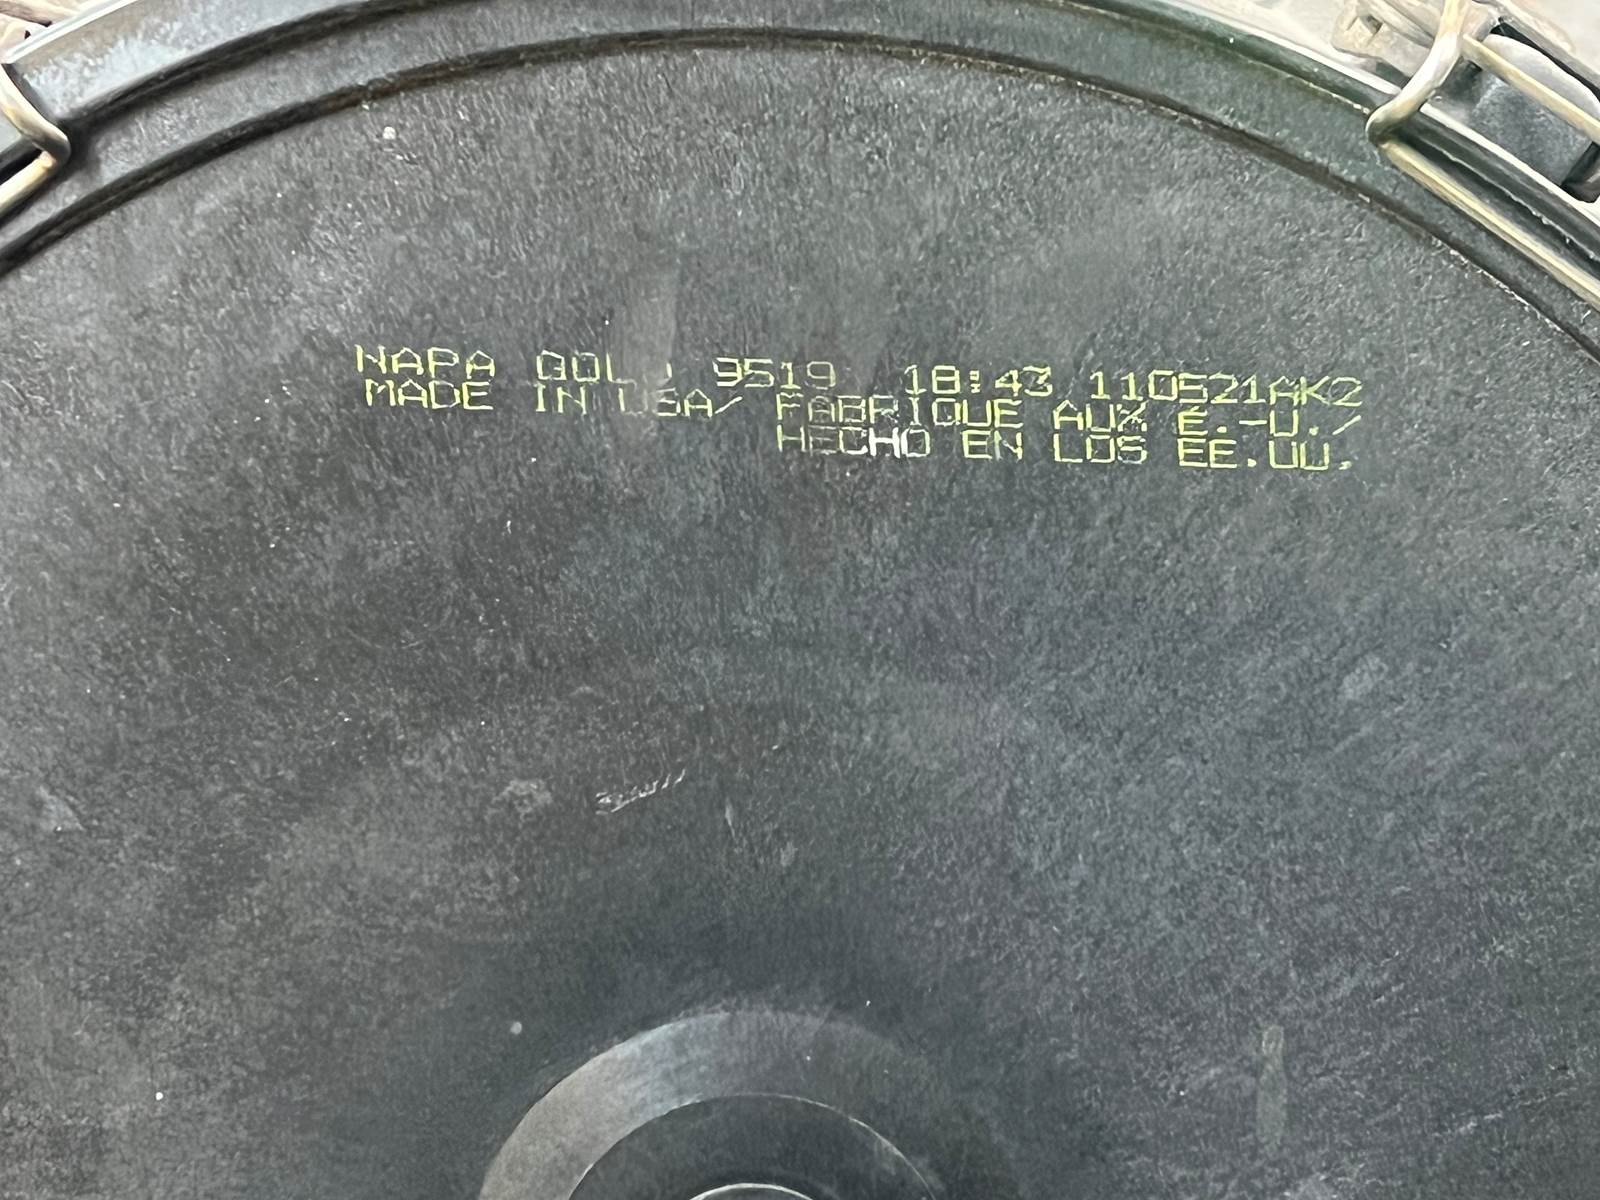 NAPA GOLD 9519 18:43 110521AK2
MADE IN USA/ FABRIQUE AUX É.-U./
HECHO EN LOS EE.UU.